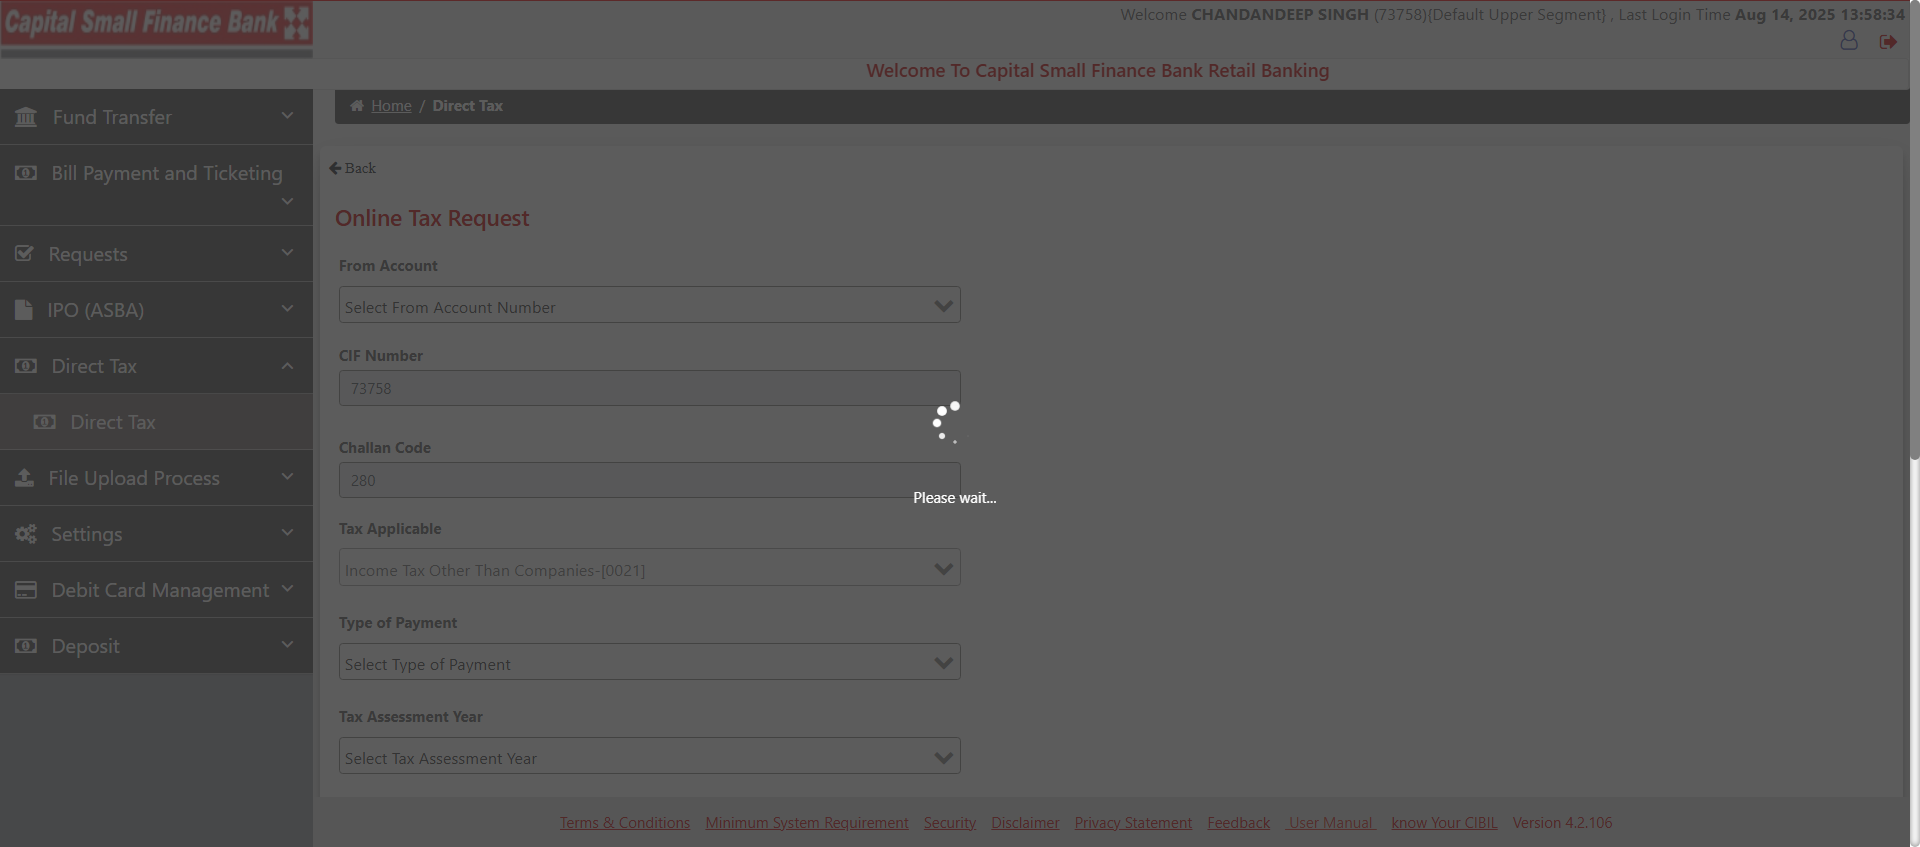 Capital Small Finance Bank
Welcome CHANDANDEEP SINGH (73758){Default Upper Segment} , Last Login Time Aug 14, 2025 13:58:34
Welcome To Capital Small Finance Bank Retail Banking
Fund Transfer
Bill Payment and Ticketing
Requests
IPO (ASBA)
Direct Tax
Direct Tax
File Upload Process
Settings
Debit Card Management
Deposit
Home / Direct Tax
Back
Online Tax Request
From Account
Select From Account Number
CIF Number
73758
Challan Code
280
Please wait...
Tax Applicable
Income Tax Other Than Companies-[0021]
Type of Payment
Select Type of Payment
Tax Assessment Year
Select Tax Assessment Year
Terms & Conditions Minimum System Requirement Security Disclaimer Privacy Statement Feedback User Manual know Your CIBIL Version 4.2.106